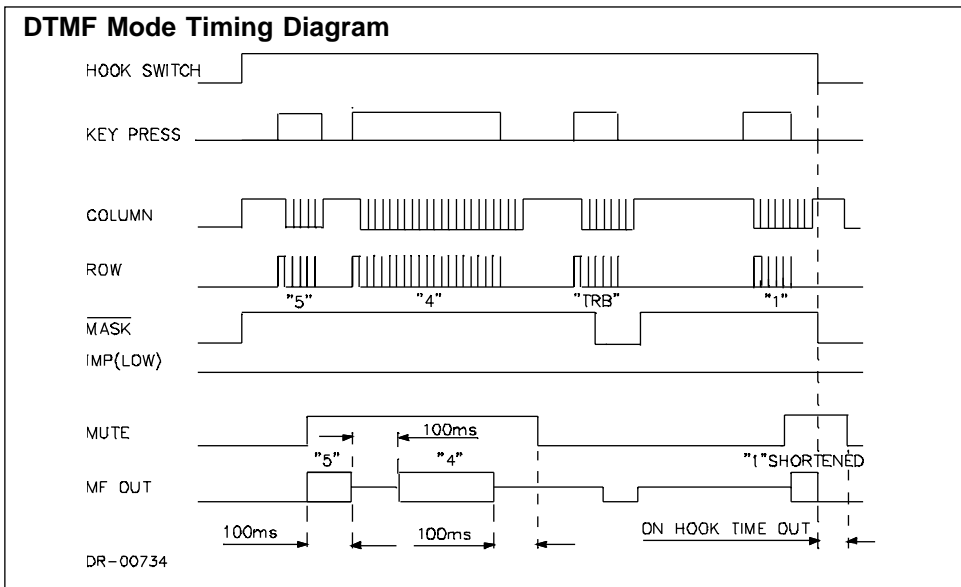 DTMF Mode Timing Diagram
HOOK SWITCH
KEY PRESS
COLUMN
ROW
"5" "4" "TRB" "1"
MASK
IMP(LOW)
MUTE
100ms
"5" "4" "1"SHORTENED
MF OUT
100ms 100ms ON HOOK TIME OUT
DR-00734